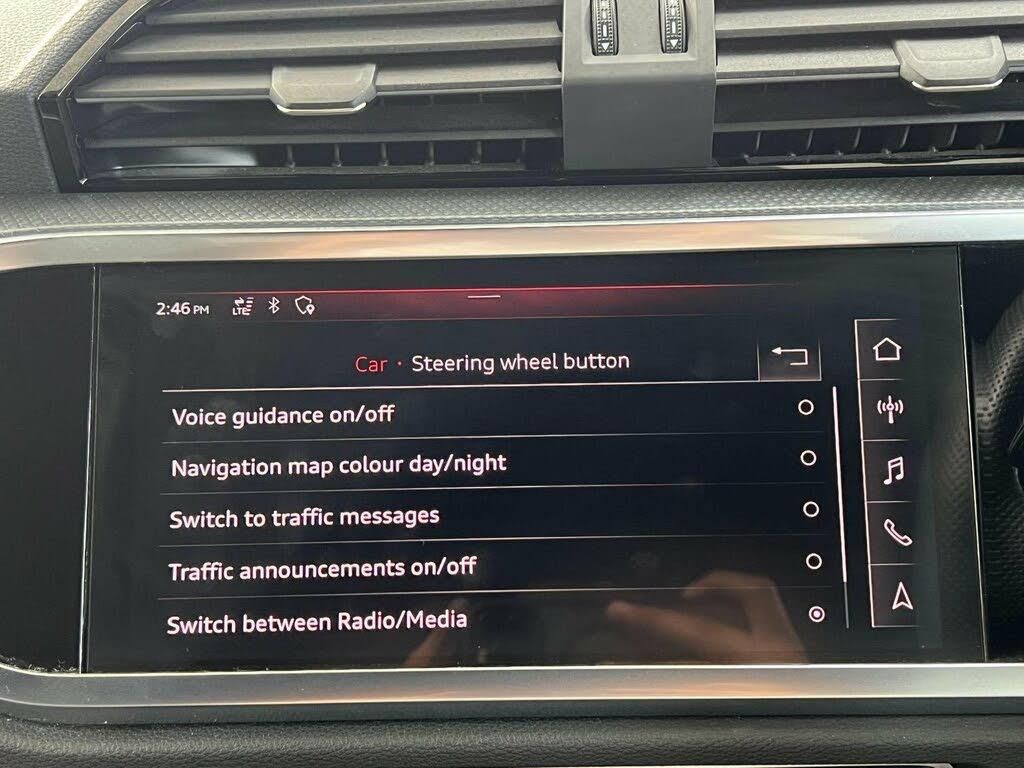 2:46 PM LTE
Car · Steering wheel button
Voice guidance on/off
Navigation map colour day/night
Switch to traffic messages
Traffic announcements on/off
Switch between Radio/Media